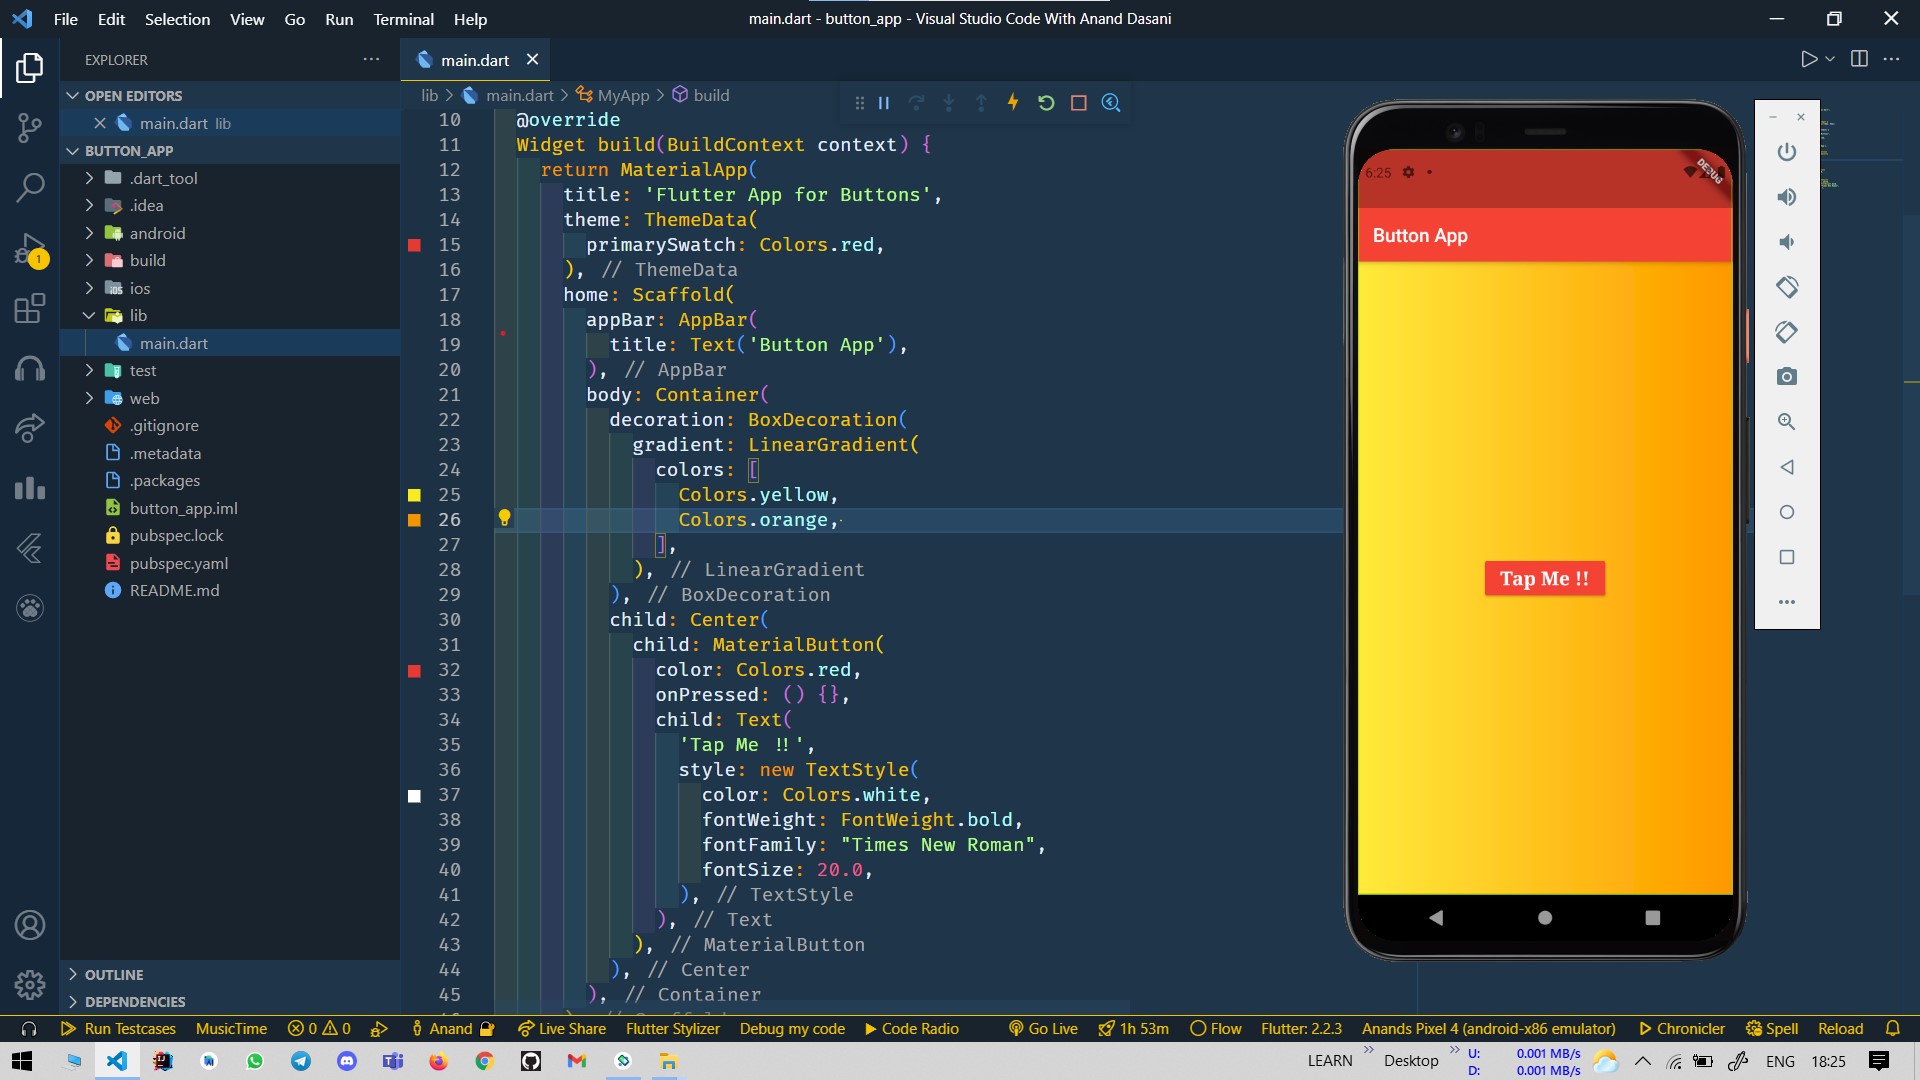 File Edit Selection View Go Run Terminal Help
main.dart - button_app - Visual Studio Code With Anand Dasani
EXPLORER
OPEN EDITORS
main.dart lib
BUTTON_APP
.dart_tool
.idea
android
build
ios
lib
main.dart
test
web
.gitignore
.metadata
.packages
button_app.iml
pubspec.lock
pubspec.yaml
README.md
OUTLINE
DEPENDENCIES
1
main.dart
lib > main.dart > MyApp > build
10 @override
11 Widget build(BuildContext context) {
12 return MaterialApp(
13 title: 'Flutter App for Buttons',
14 theme: ThemeData(
15 primarySwatch: Colors.red,
16 ), // ThemeData
17 home: Scaffold(
18 appBar: AppBar(
19 title: Text('Button App'),
20 ), // AppBar
21 body: Container(
22 decoration: BoxDecoration(
23 gradient: LinearGradient(
24 colors: [
25 Colors.yellow,
26 Colors.orange,
27 ],
28 ), // LinearGradient
29 ), // BoxDecoration
30 child: Center(
31 child: MaterialButton(
32 color: Colors.red,
33 onPressed: () {},
34 child: Text(
35 'Tap Me !!',
36 style: new TextStyle(
37 color: Colors.white,
38 fontWeight: FontWeight.bold,
39 fontFamily: "Times New Roman",
40 fontSize: 20.0,
41 ), // TextStyle
42 ), // Text
43 ), // MaterialButton
44 ), // Center
45 ), // Container
6:25
DEBUG
Button App
Tap Me !!
Run Testcases MusicTime 0 0 Anand Live Share Flutter Stylizer Debug my code Code Radio Go Live 1h 53m Flow Flutter: 2.2.3 Anands Pixel 4 (android-x86 emulator) Chronicler Spell Reload
LEARN Desktop U: 0.001 MB/s
D: 0.001 MB/s
ENG 18:25